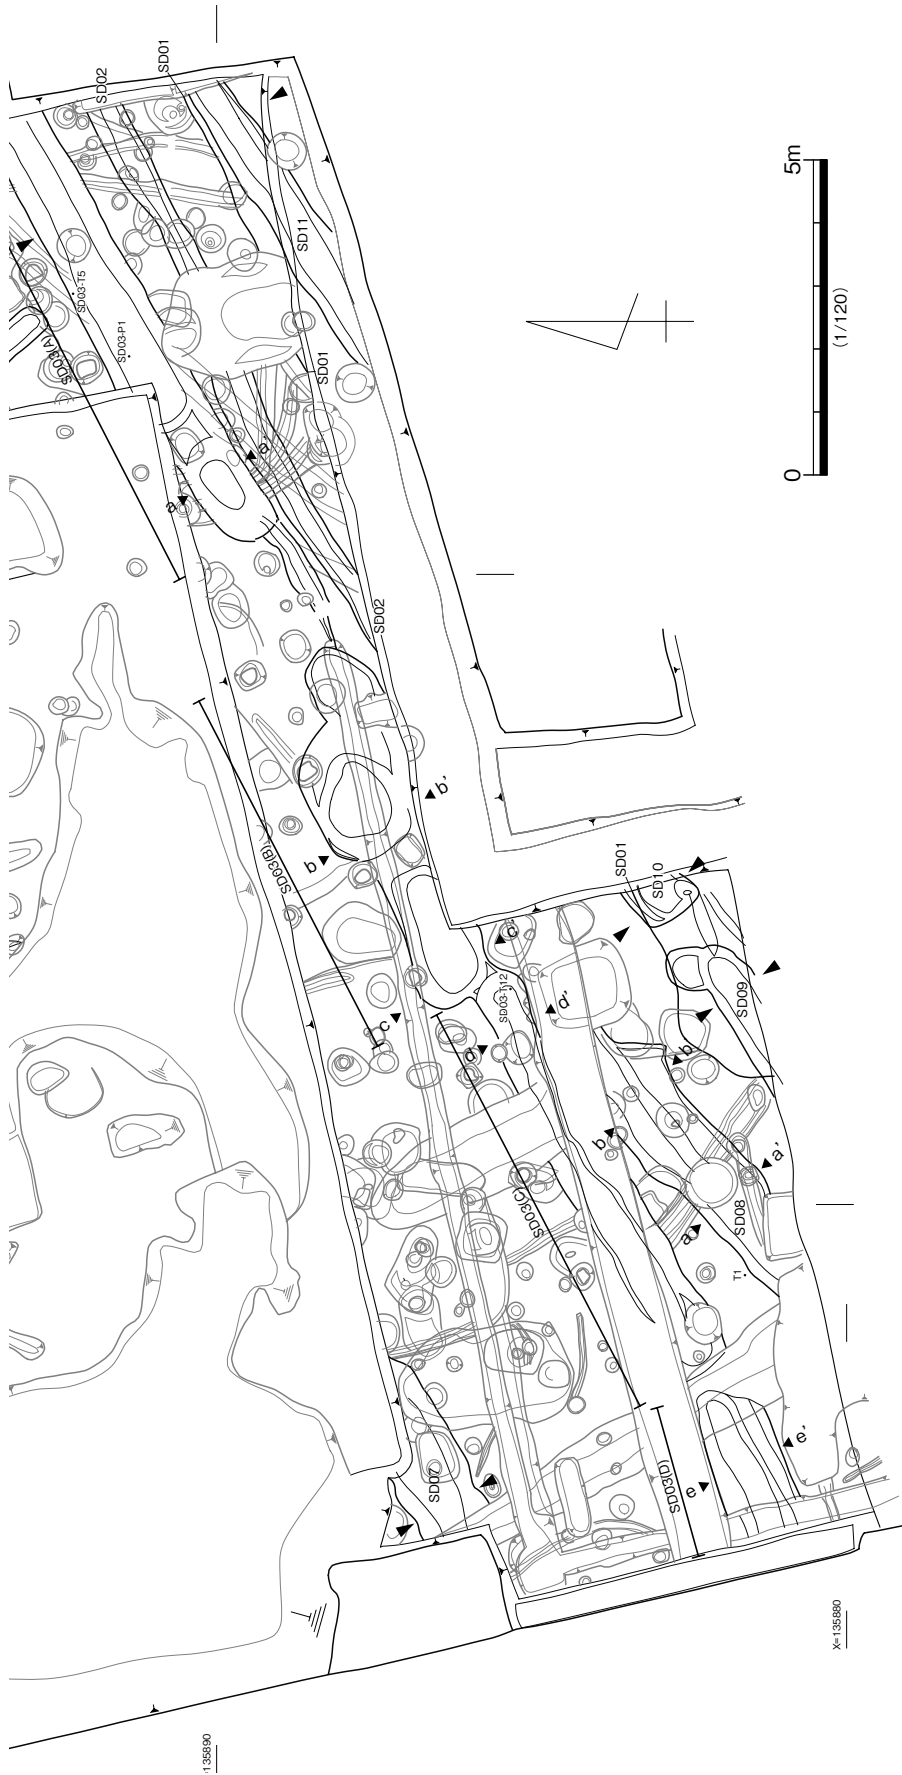 SD01
SD02
SD11
SD03-T5
SD03(A)
SD03-P1
SD01
a
a'
5m
0
(1/120)
SD02
SD03(B)
b
b'
SD01
SD10
c
c
SD03-T12
d
d'
SD09
b
b'
a'
a
SD08
T1
SD03(C)
e'
SD07
SD03(D)
e
X=135880
135890